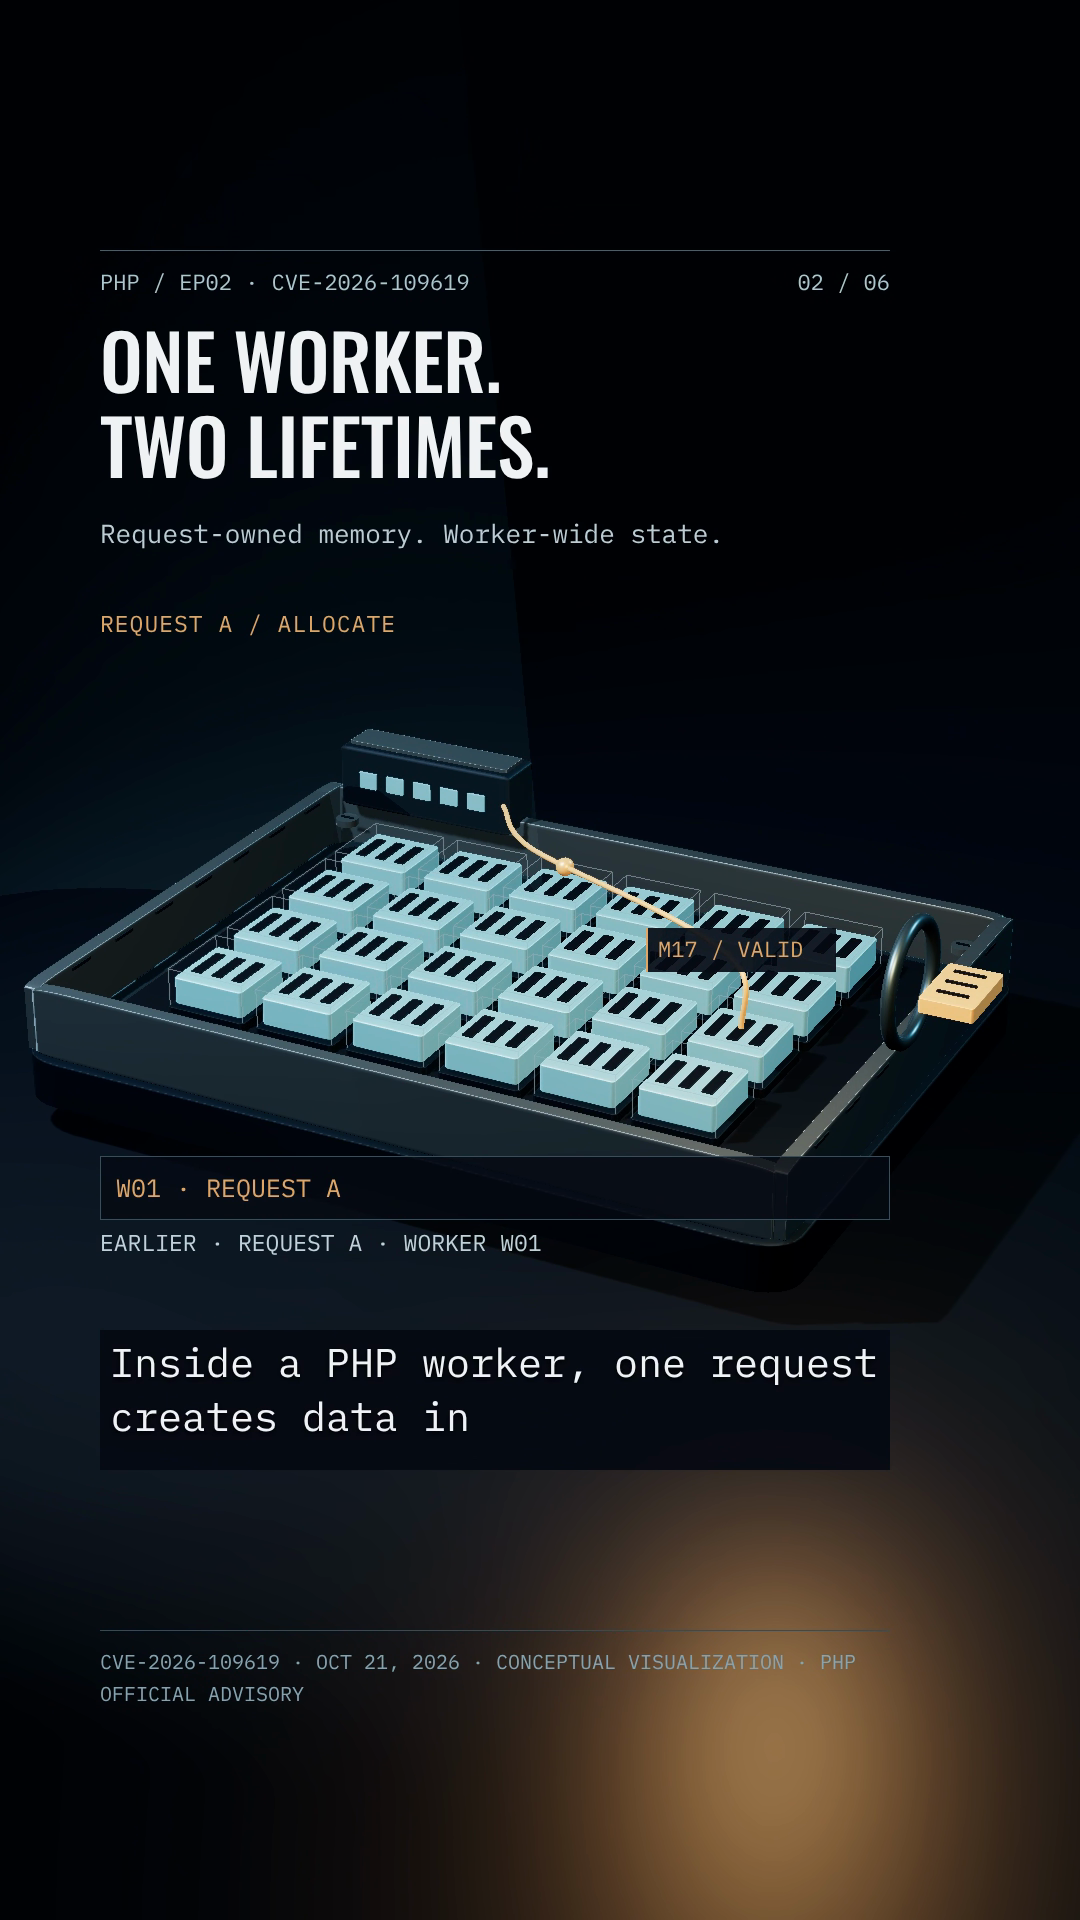 PHP / EP02 · CVE-2026-109619
02 / 06
ONE WORKER.
TWO LIFETIMES.
Request-owned memory. Worker-wide state.
REQUEST A / ALLOCATE
M17 / VALID
W01 · REQUEST A
EARLIER · REQUEST A · WORKER W01
Inside a PHP worker, one request
creates data in
CVE-2026-109619 · OCT 21, 2026 · CONCEPTUAL VISUALIZATION · PHP
OFFICIAL ADVISORY